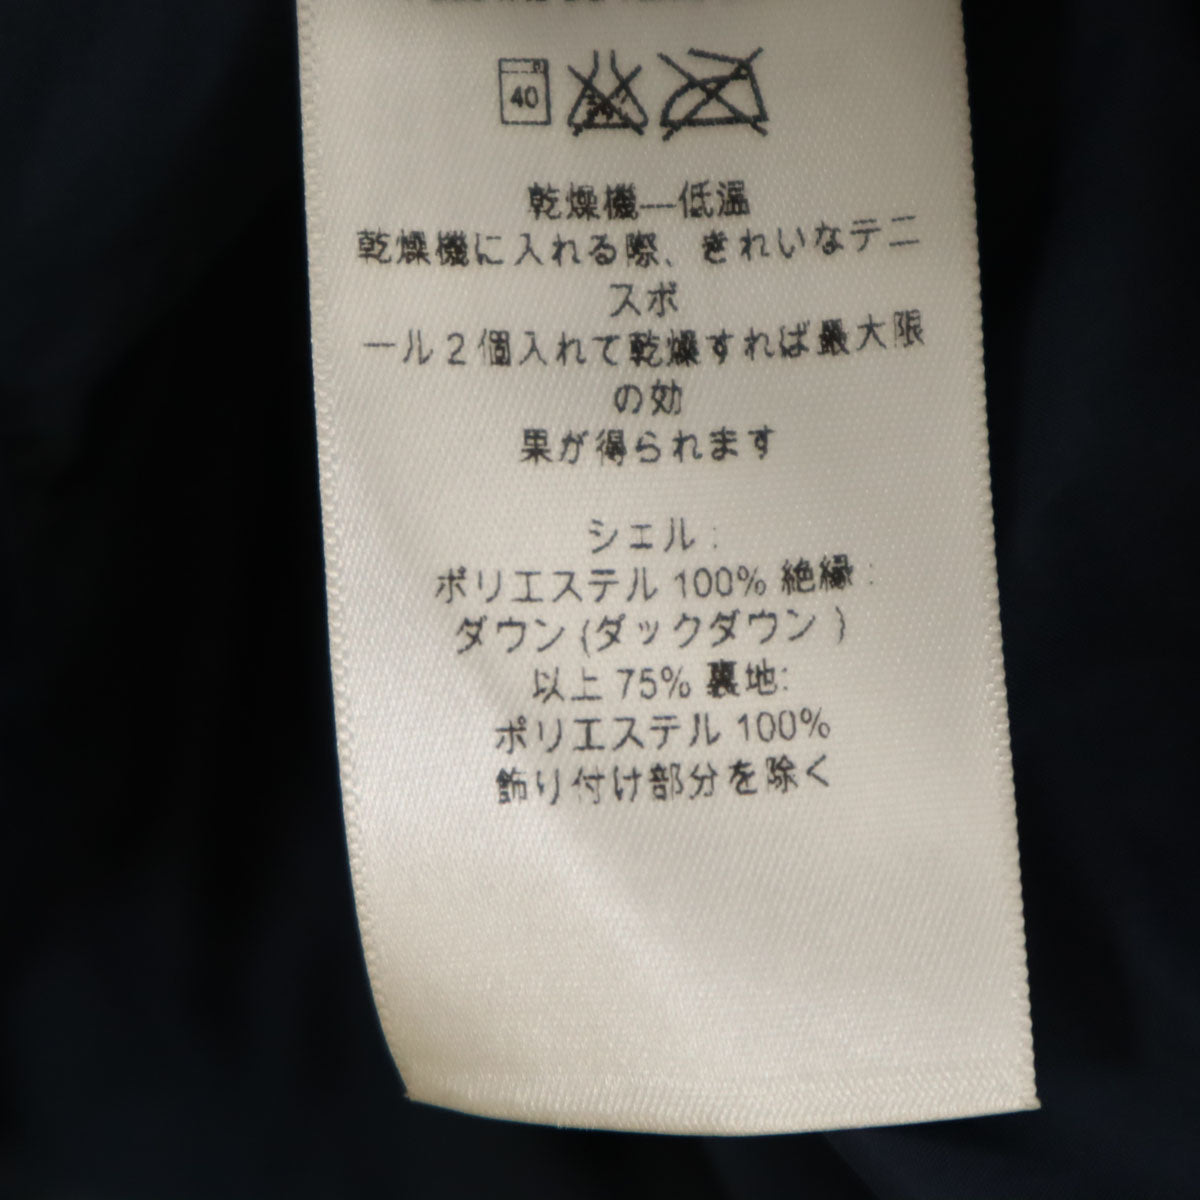 40
乾燥機—低温
乾燥機に入れる際、きれいなテニ
スボ
ール2個入れて乾燥すれば最大限
の効
果が得られます
シェル:
ポリエステル 100% 絶縁:
ダウン(ダックダウン )
以上 75% 裏地:
ポリエステル 100%
飾り付け部分を除く